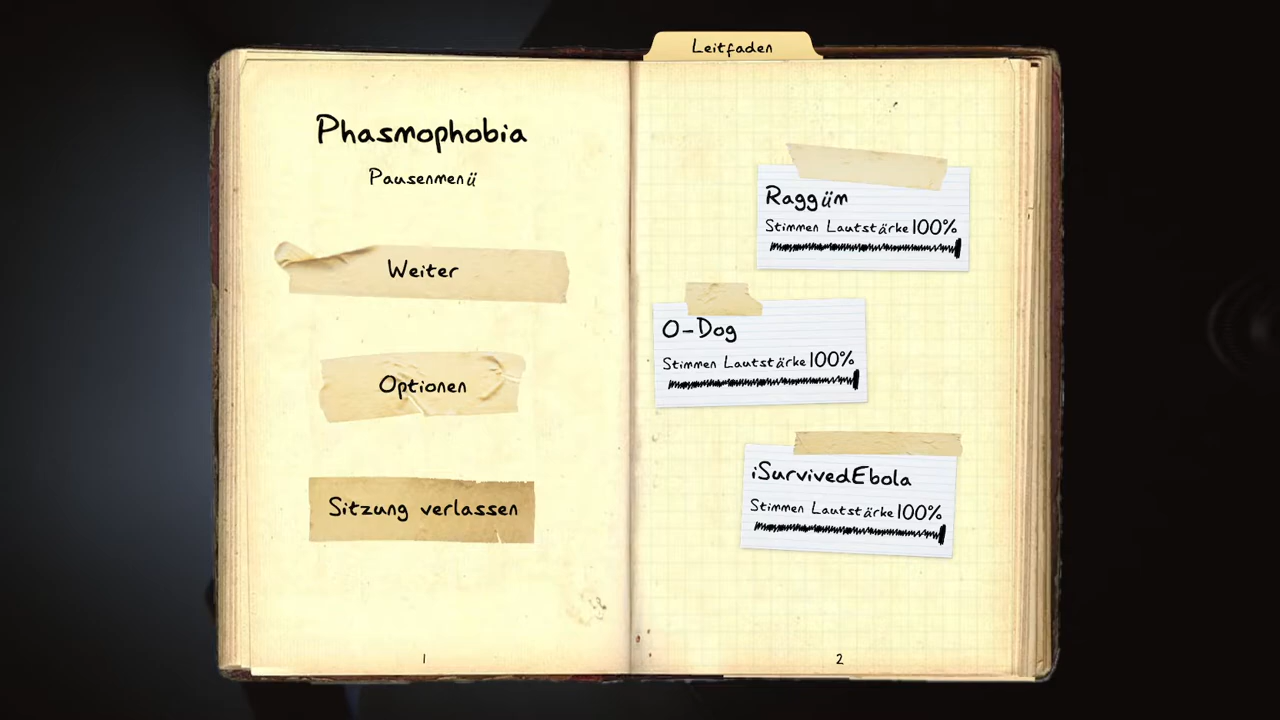 Leitfaden
Phasmophobia
Pausenmenü
Weiter
Optionen
Sitzung verlassen
1
Raggüm
Stimmen Lautstärke 100%
O-Dog
Stimmen Lautstärke 100%
iSurvivedEbola
Stimmen Lautstärke 100%
2